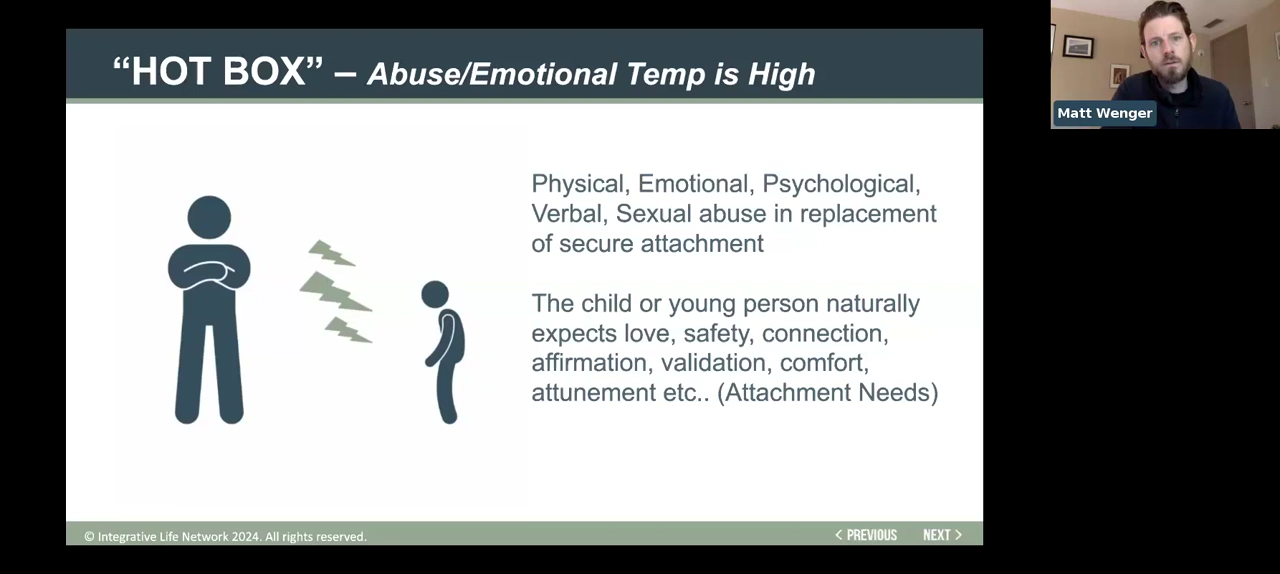 “HOT BOX” – Abuse/Emotional Temp is High
Matt Wenger
Physical, Emotional, Psychological,
Verbal, Sexual abuse in replacement
of secure attachment
The child or young person naturally
expects love, safety, connection,
affirmation, validation, comfort,
attunement etc.. (Attachment Needs)
© Integrative Life Network 2024. All rights reserved.
< PREVIOUS NEXT >